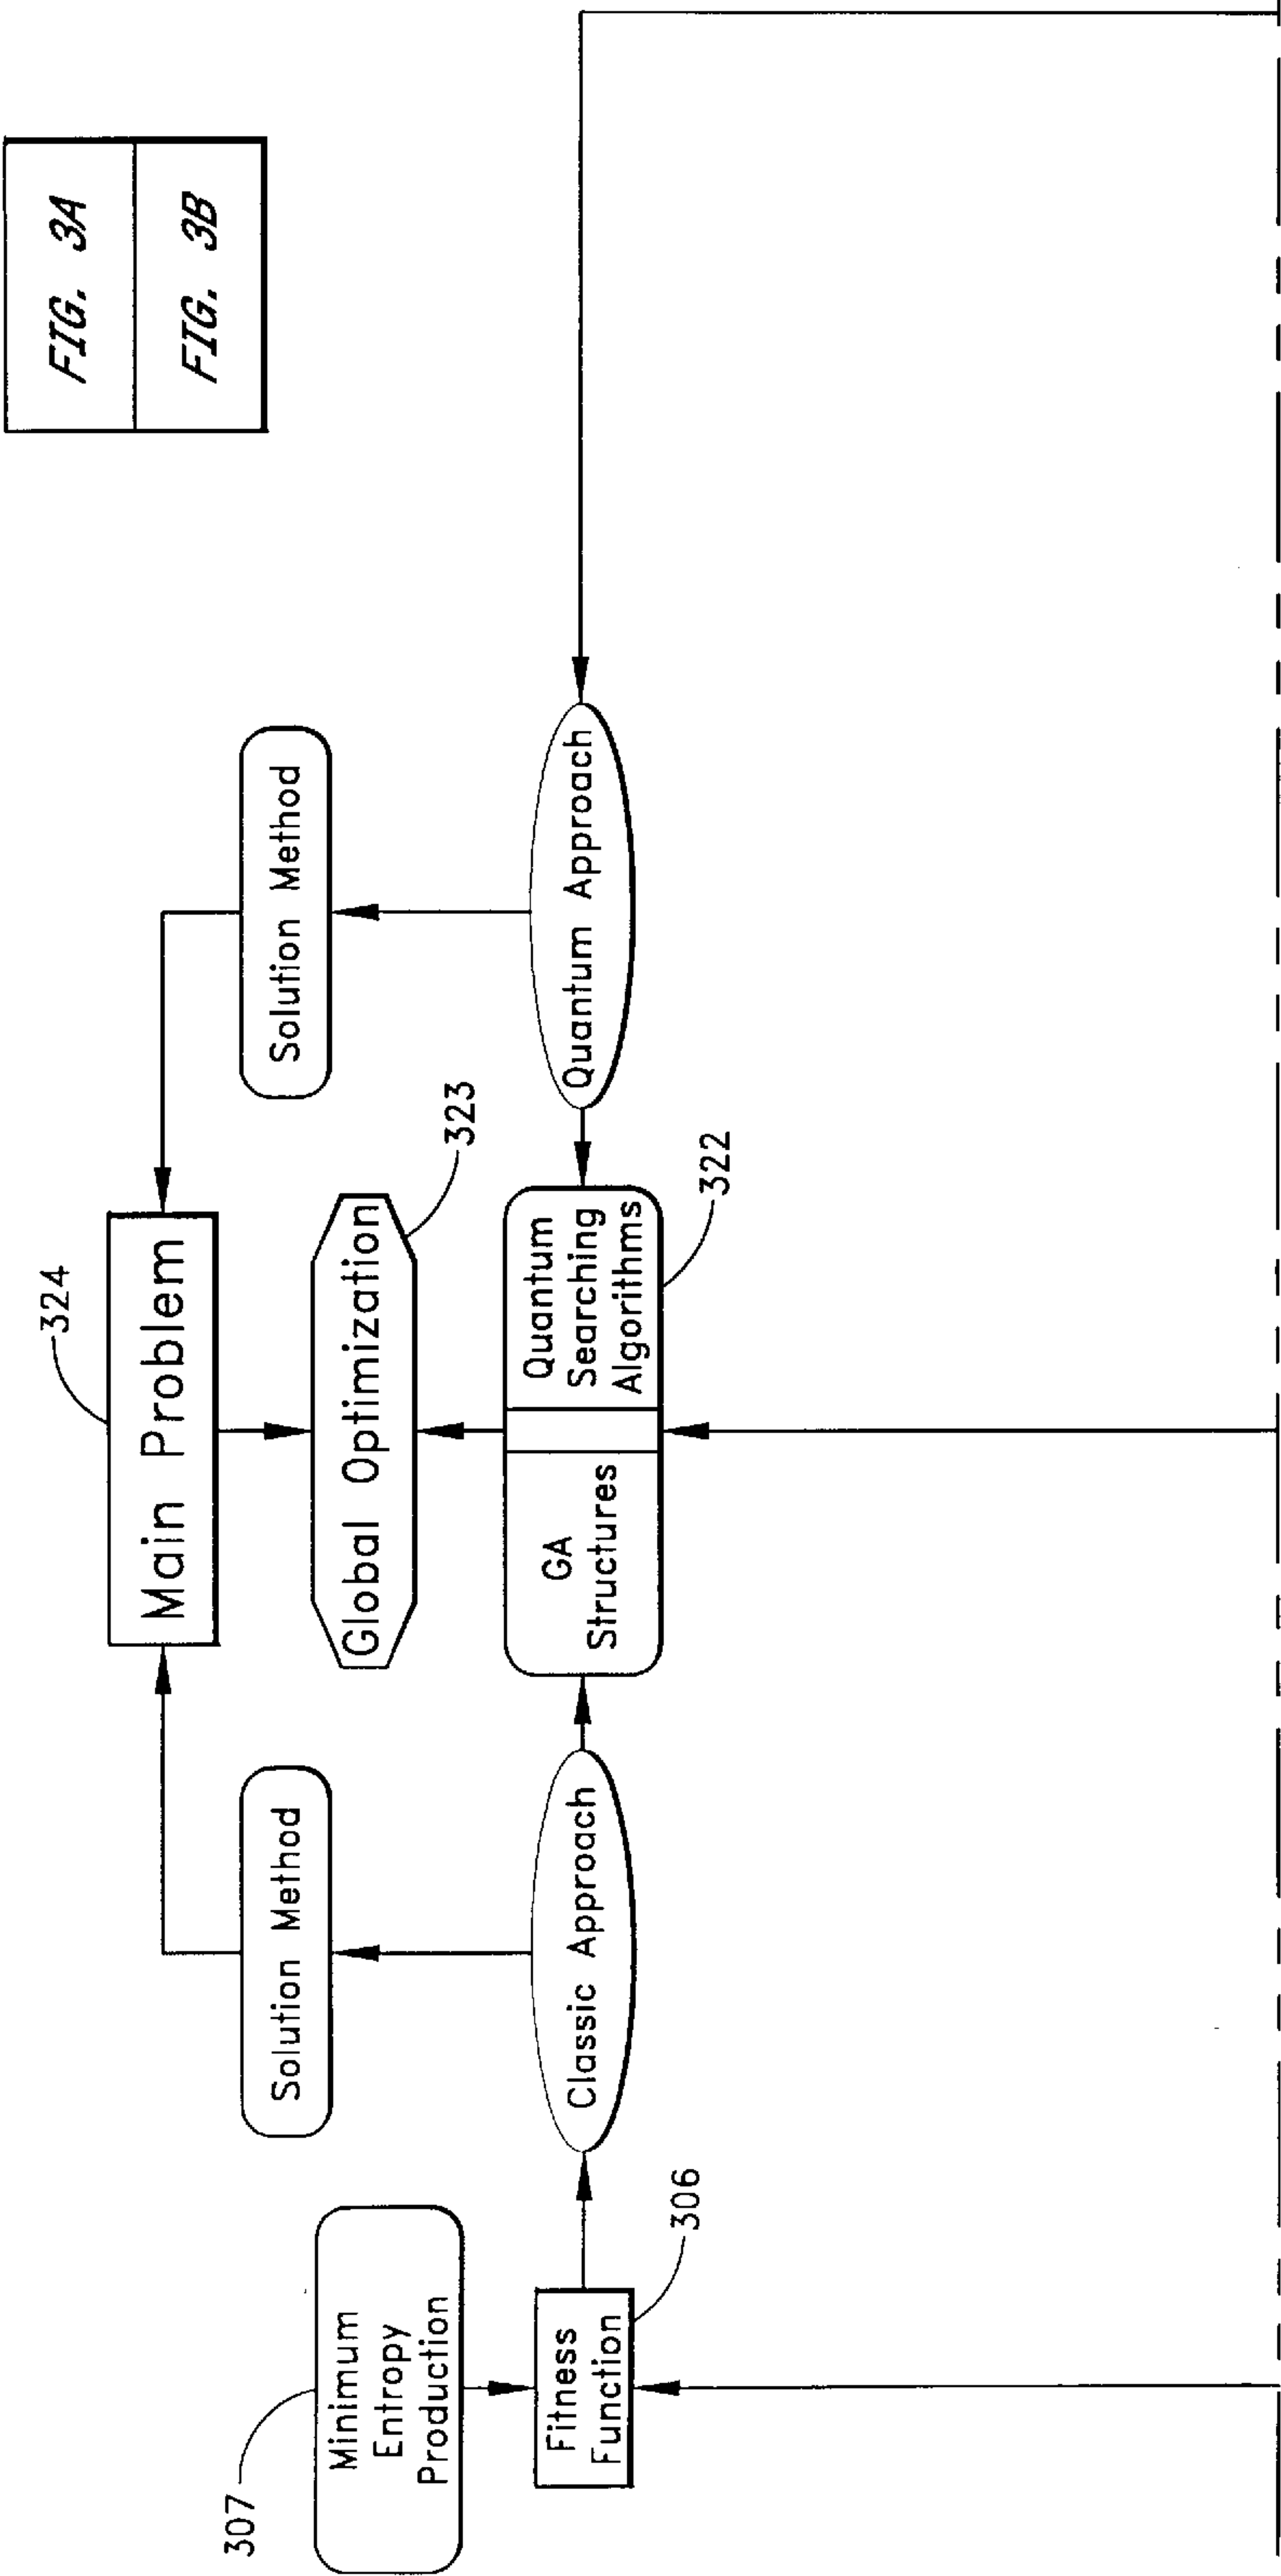 FIG. 3A
FIG. 3B
324
Main Problem
Solution Method
Solution Method
307
Minimum
Entropy
Production
Global Optimization
323
Fitness
Function
306
Classic Approach
GA
Structures
Quantum
Searching
Algorithms
322
Quantum Approach